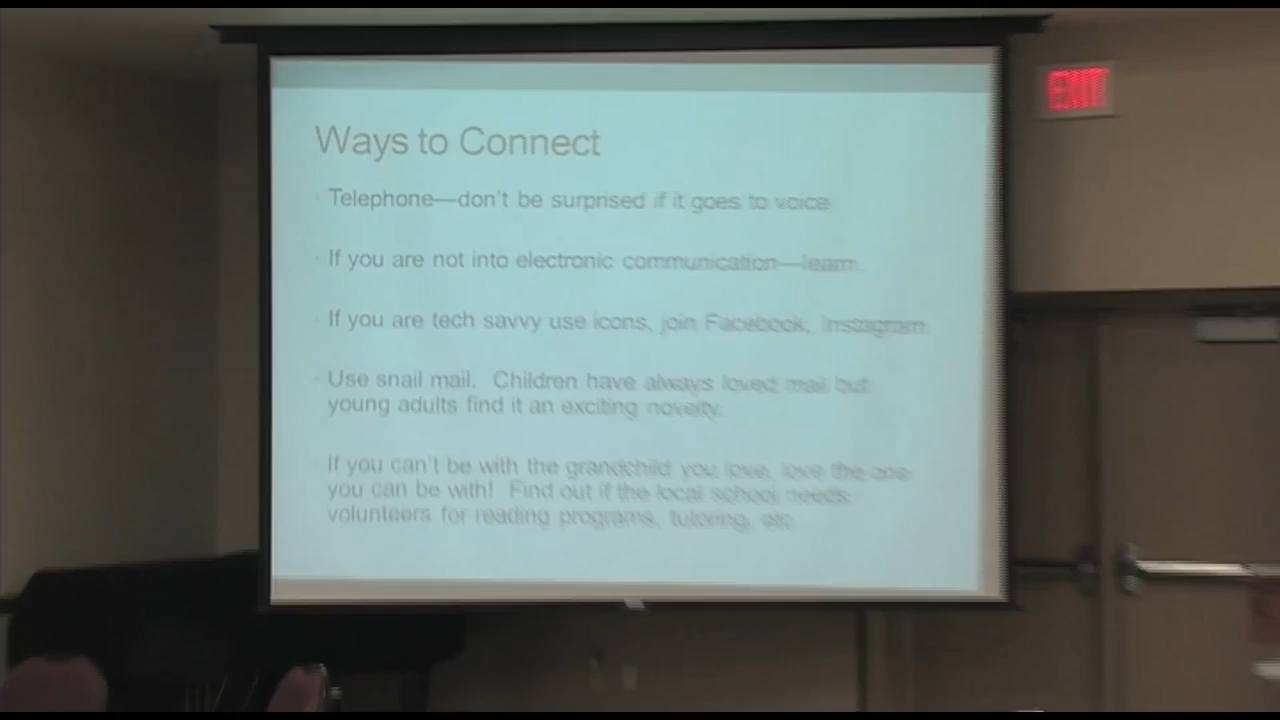 Ways to Connect
· Telephone—don't be surprised if it goes to voice
· If you are not into electronic communication—learn.
· If you are tech savvy use icons, join Facebook, Instagram.
· Use snail mail. Children have always loved mail but
young adults find it an exciting novelty.
· If you can't be with the grandchild you love, love the one
you can be with! Find out if the local school needs
volunteers for reading programs, tutoring, etc.
EXIT